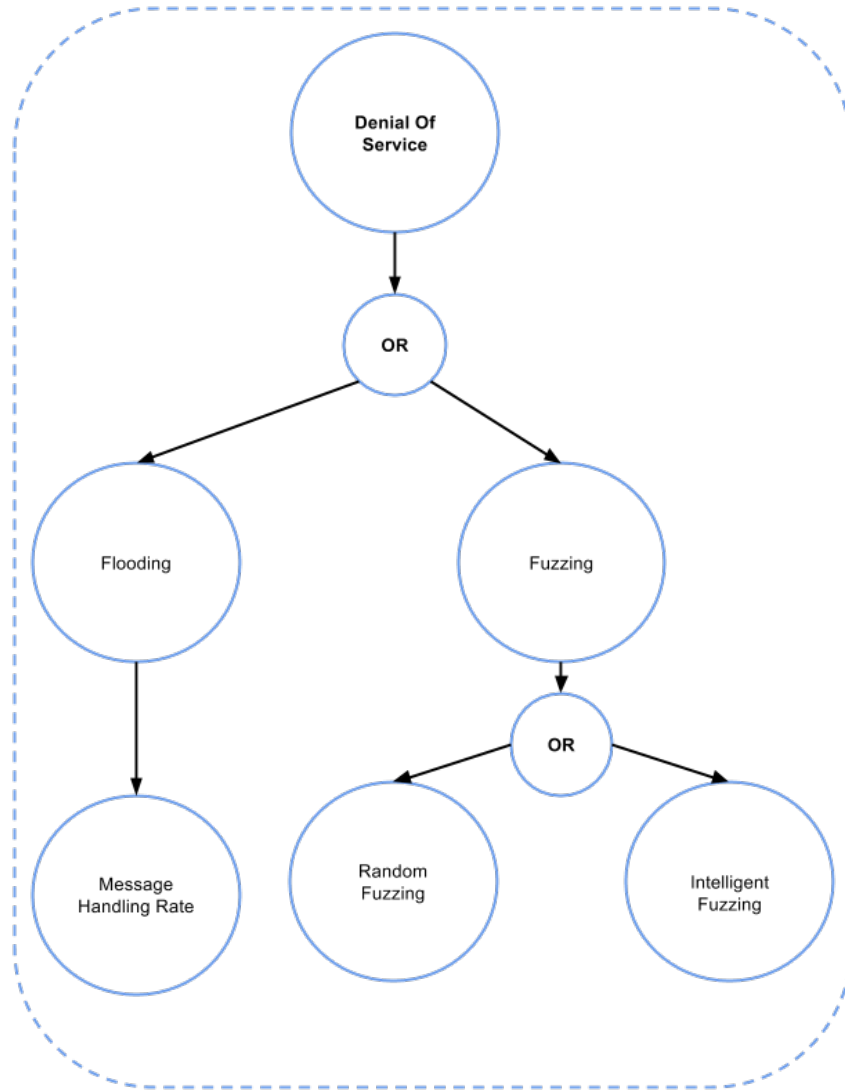 Denial Of
Service
OR
Flooding
Fuzzing
OR
Message
Handling Rate
Random
Fuzzing
Intelligent
Fuzzing